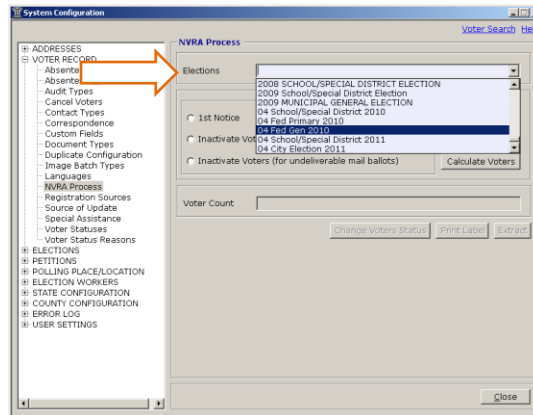 System Configuration
Voter Search Hel
ADDRESSES
VOTER RECORD
Absente
Absente
Audit Types
Cancel Voters
Contact Types
Correspondence
Custom Fields
Document Types
Duplicate Configuration
Image Batch Types
Languages
NVRA Process
Registration Sources
Source of Update
Special Assistance
Voter Statuses
Voter Status Reasons
ELECTIONS
PETITIONS
POLLING PLACE/LOCATION
ELECTION WORKERS
STATE CONFIGURATION
COUNTY CONFIGURATION
ERROR LOG
USER SETTINGS
NVRA Process
Elections
2008 SCHOOL/SPECIAL DISTRICT ELECTION
2009 School/Special District Election
2009 MUNICIPAL GENERAL ELECTION
04 School/Special District 2010
04 Fed Primary 2010
04 Fed Gen 2010
04 School/Special District 2011
04 City Election 2011
1st Notice
Inactivate Vot
Inactivate Voters (for undeliverable mail ballots)
Calculate Voters
Voter Count
Change Voters Status Print Label Extract
Close